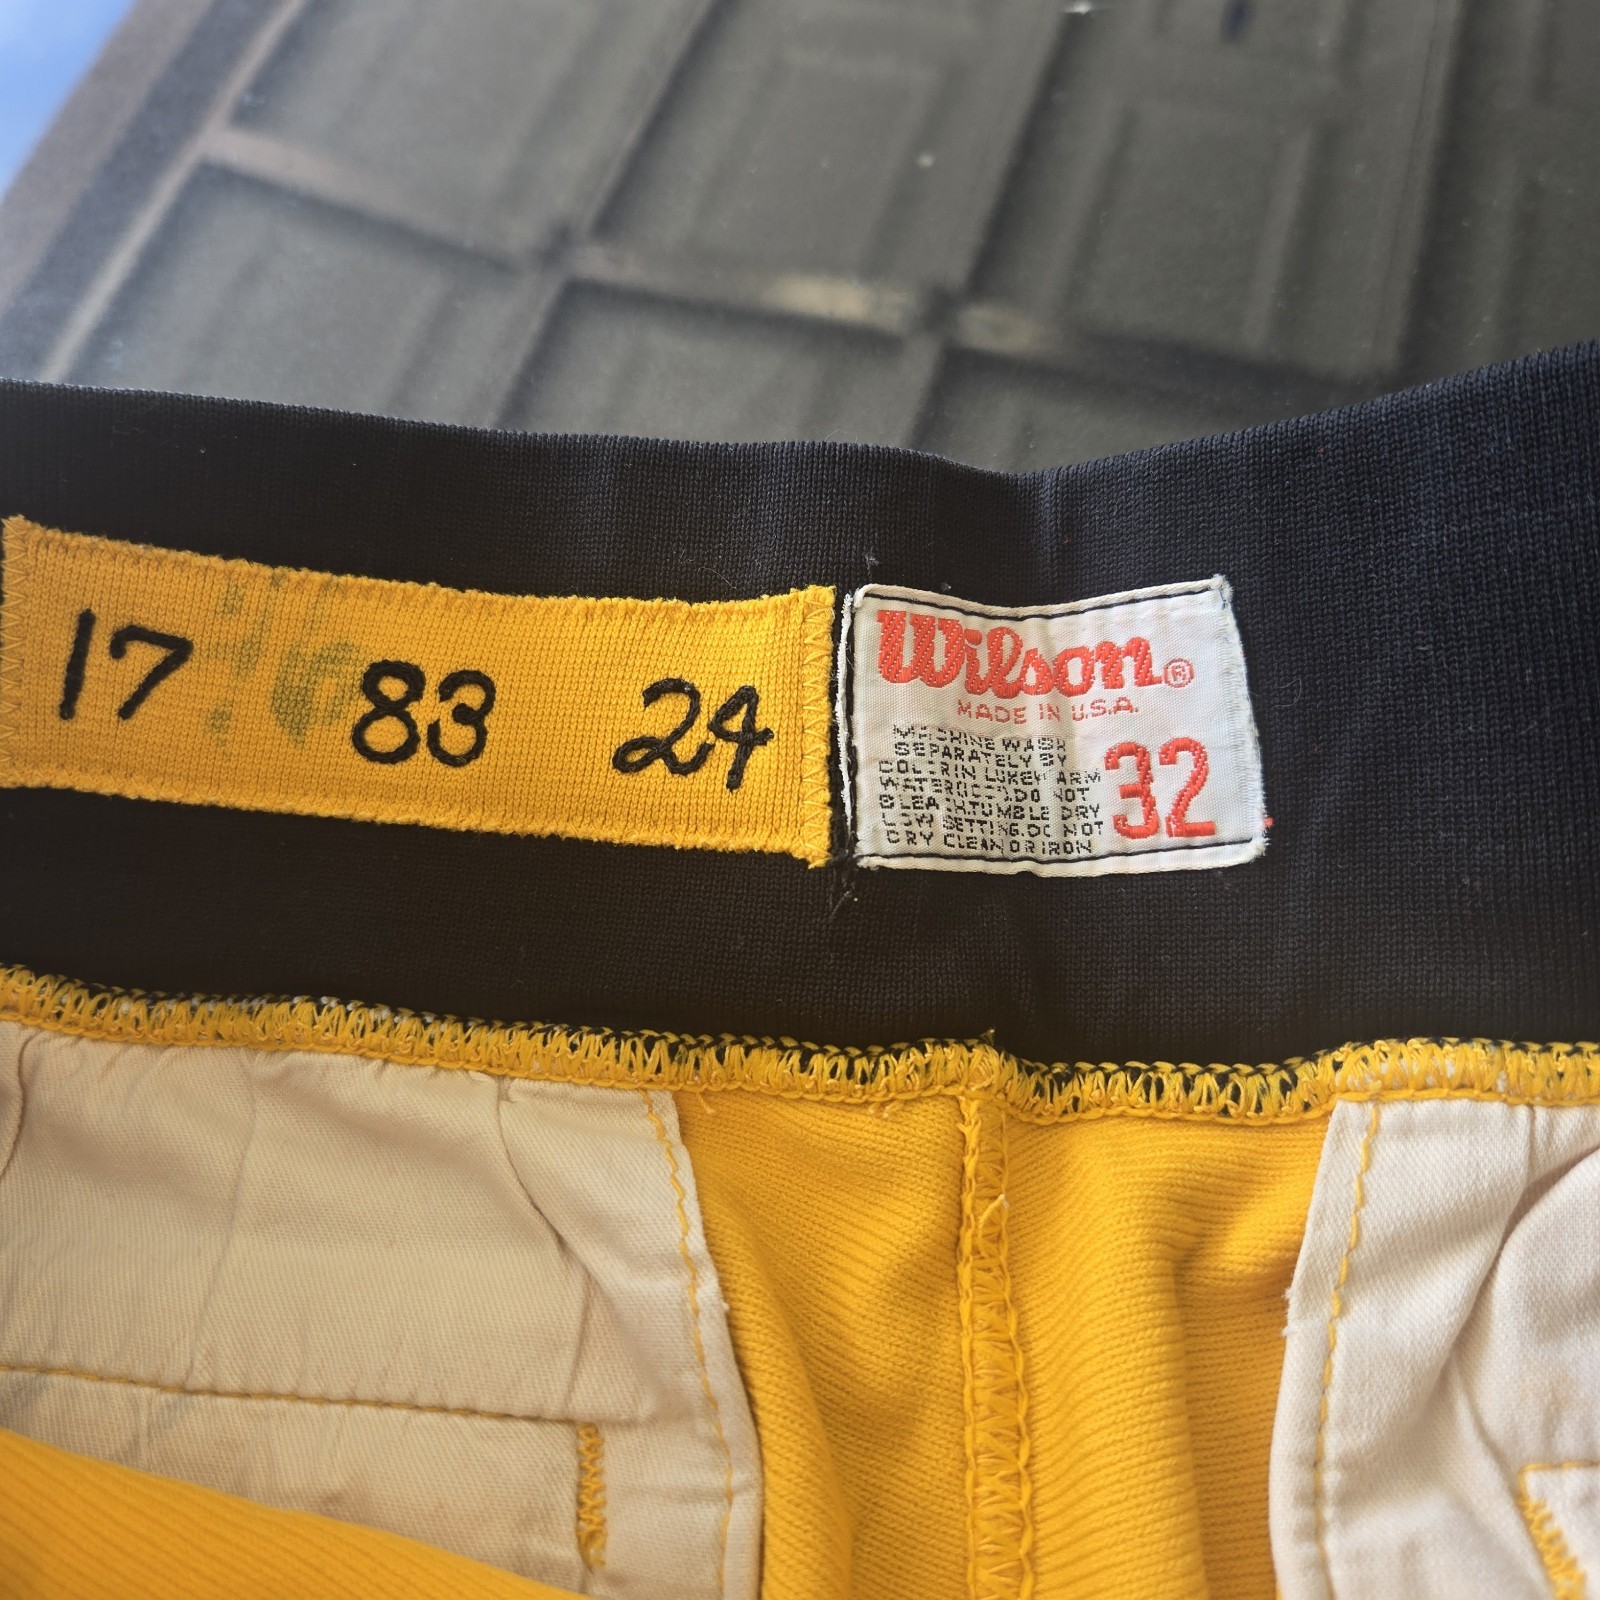 17 83 24
Wilson®
MADE IN U.S.A.
32
MACHINE WASH
SEPARATELY BY
COLOR IN LUKEWARM
DO NOT
BLEACH.TUMBLE DRY
LOW SETTING.DO NOT
DRY CLEAN OR IRON